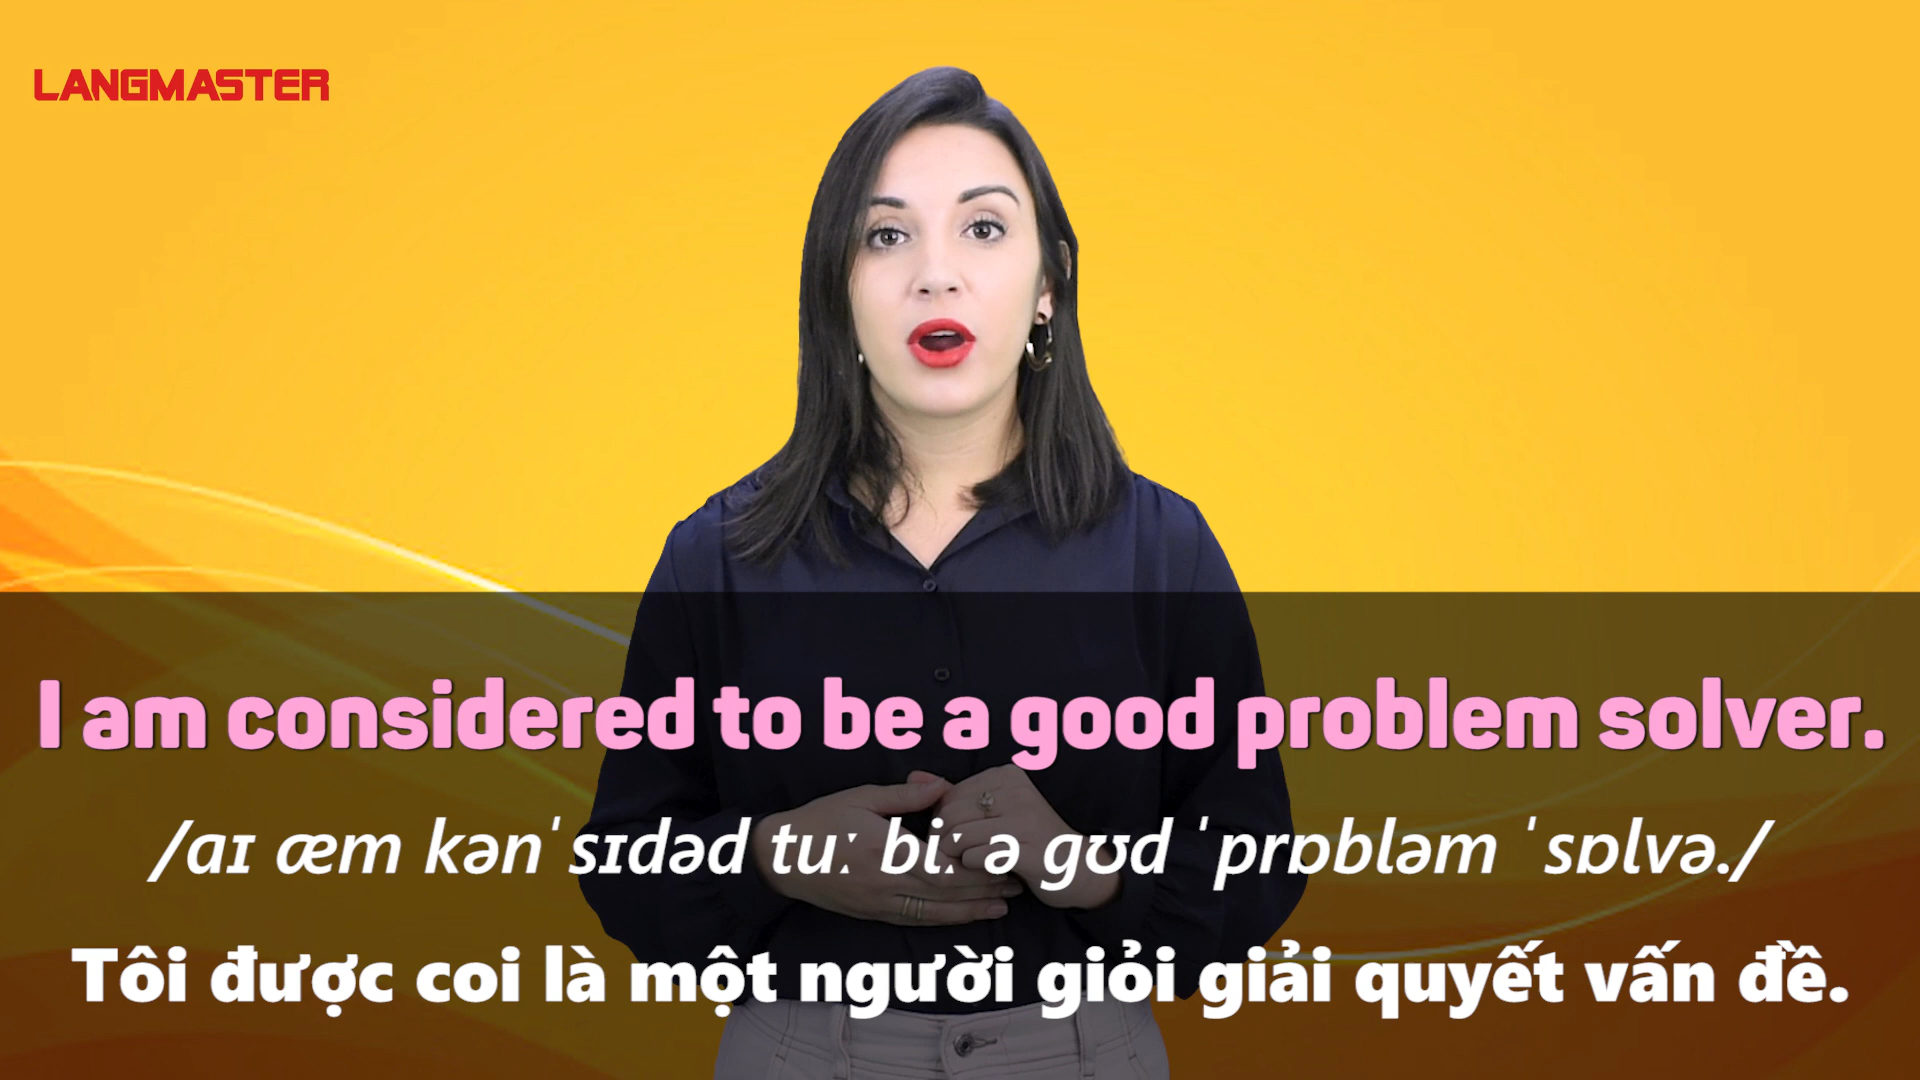 LANGMASTER
I am considered to be a good problem solver.
/aɪ æm kənˈsɪdəd tuː biː ə gʊd ˈprɒbləm ˈsɒlvə./
Tôi được coi là một người giỏi giải quyết vấn đề.